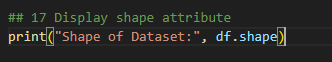 ## 17 Display shape attribute
print("Shape of Dataset:", df.shape)